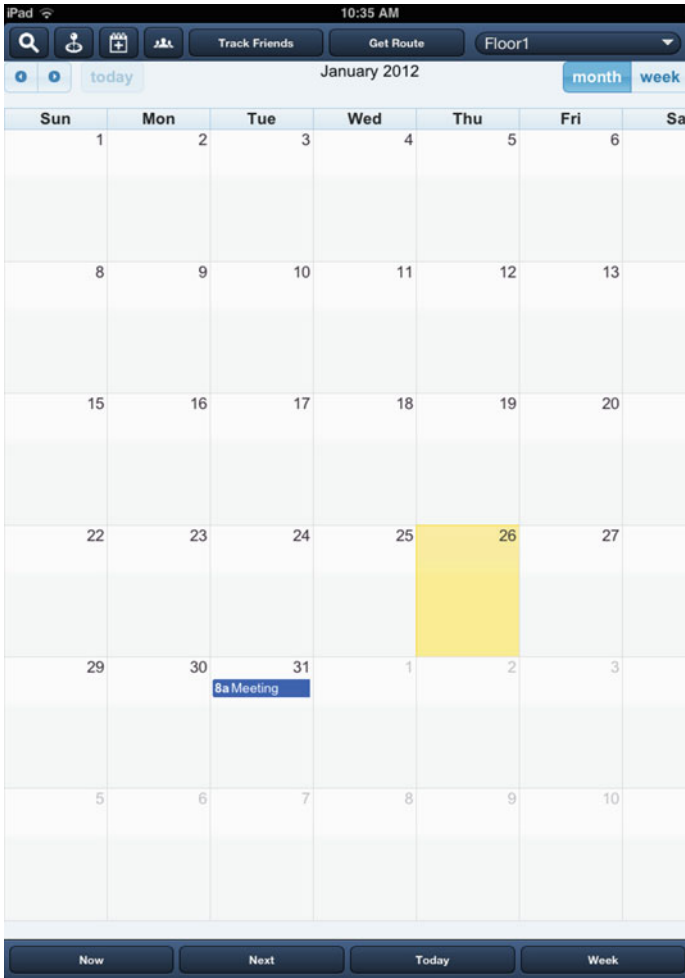 iPad 10:35 AM
Track Friends Get Route Floor1
today January 2012 month week
Sun Mon Tue Wed Thu Fri Sa
1 2 3 4 5 6
8 9 10 11 12 13
15 16 17 18 19 20
22 23 24 25 26 27
29 30 31 1 2 3
8a Meeting
5 6 7 8 9 10
Now Next Today Week